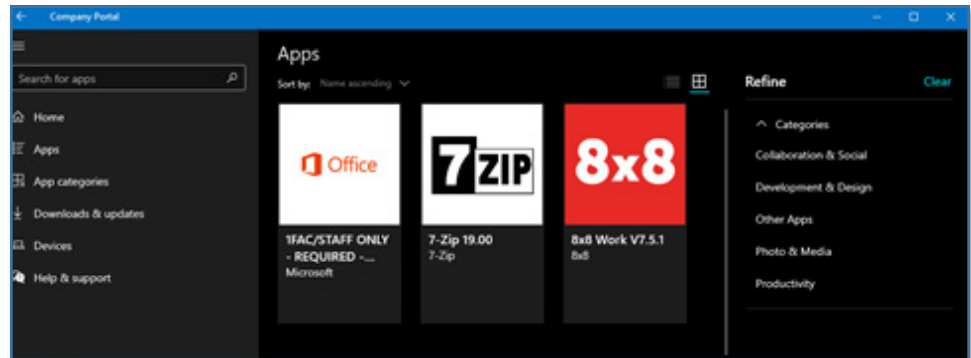 Company Portal
Search for apps
Home
Apps
App categories
Downloads & updates
Devices
Help & support
Apps
Sort by: Name ascending
Office
7 ZIP
8x8
1FAC/STAFF ONLY
- REQUIRED -...
Microsoft
7-Zip 19.00
7-Zip
8x8 Work V7.5.1
8x8
Refine
Clear
Categories
Collaboration & Social
Development & Design
Other Apps
Photo & Media
Productivity